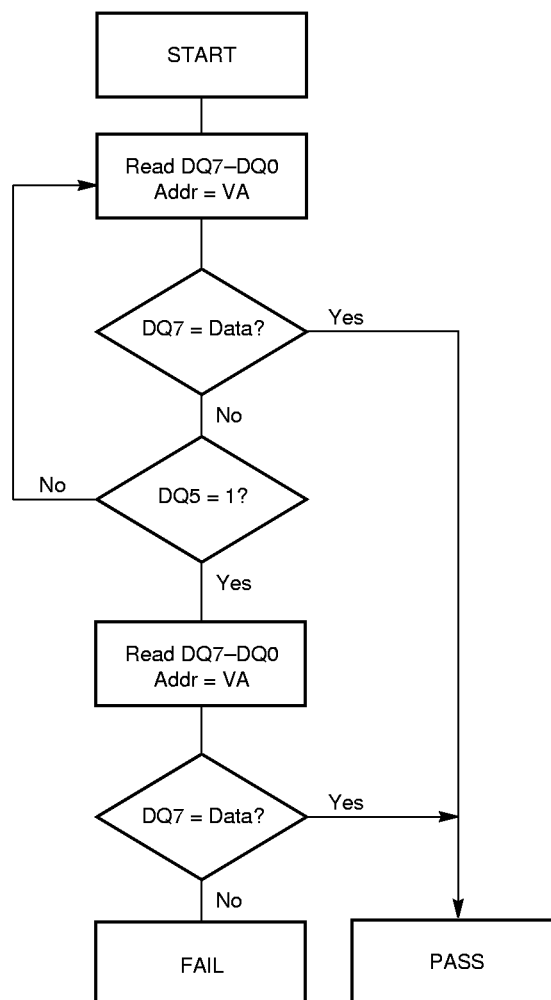 START
Read DQ7–DQ0
Addr = VA
DQ7 = Data?
Yes
No
DQ5 = 1?
No
Yes
Read DQ7–DQ0
Addr = VA
DQ7 = Data?
Yes
No
FAIL
PASS